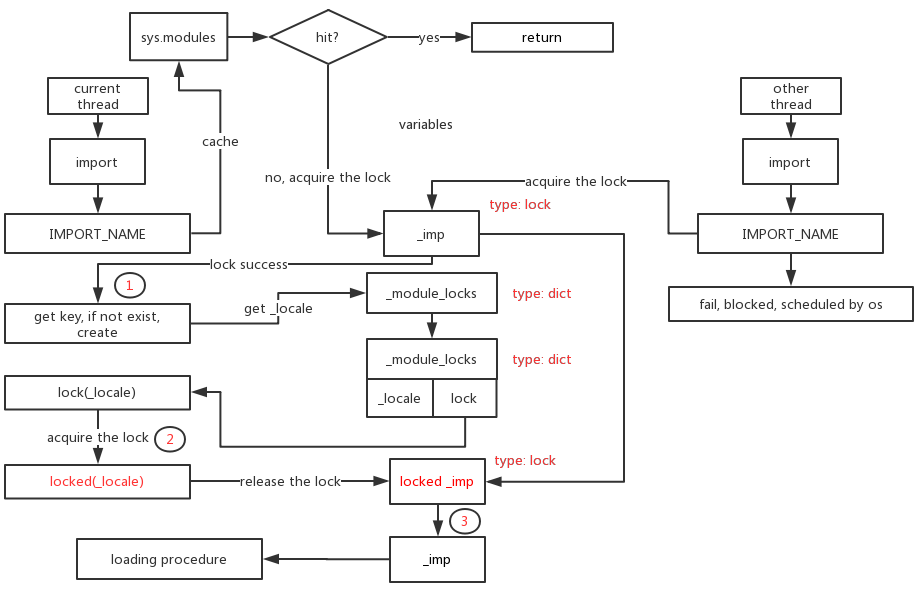 sys.modules
hit?
yes
return
current
thread
other
thread
variables
cache
import
import
no, acquire the lock
acquire the lock
type: lock
IMPORT_NAME
_imp
IMPORT_NAME
lock success
1
get _locale
_module_locks
type: dict
fail, blocked, scheduled by os
get key, if not exist,
create
_module_locks
type: dict
lock(_locale)
_locale
lock
acquire the lock
2
type: lock
locked(_locale)
release the lock
locked _imp
3
loading procedure
_imp